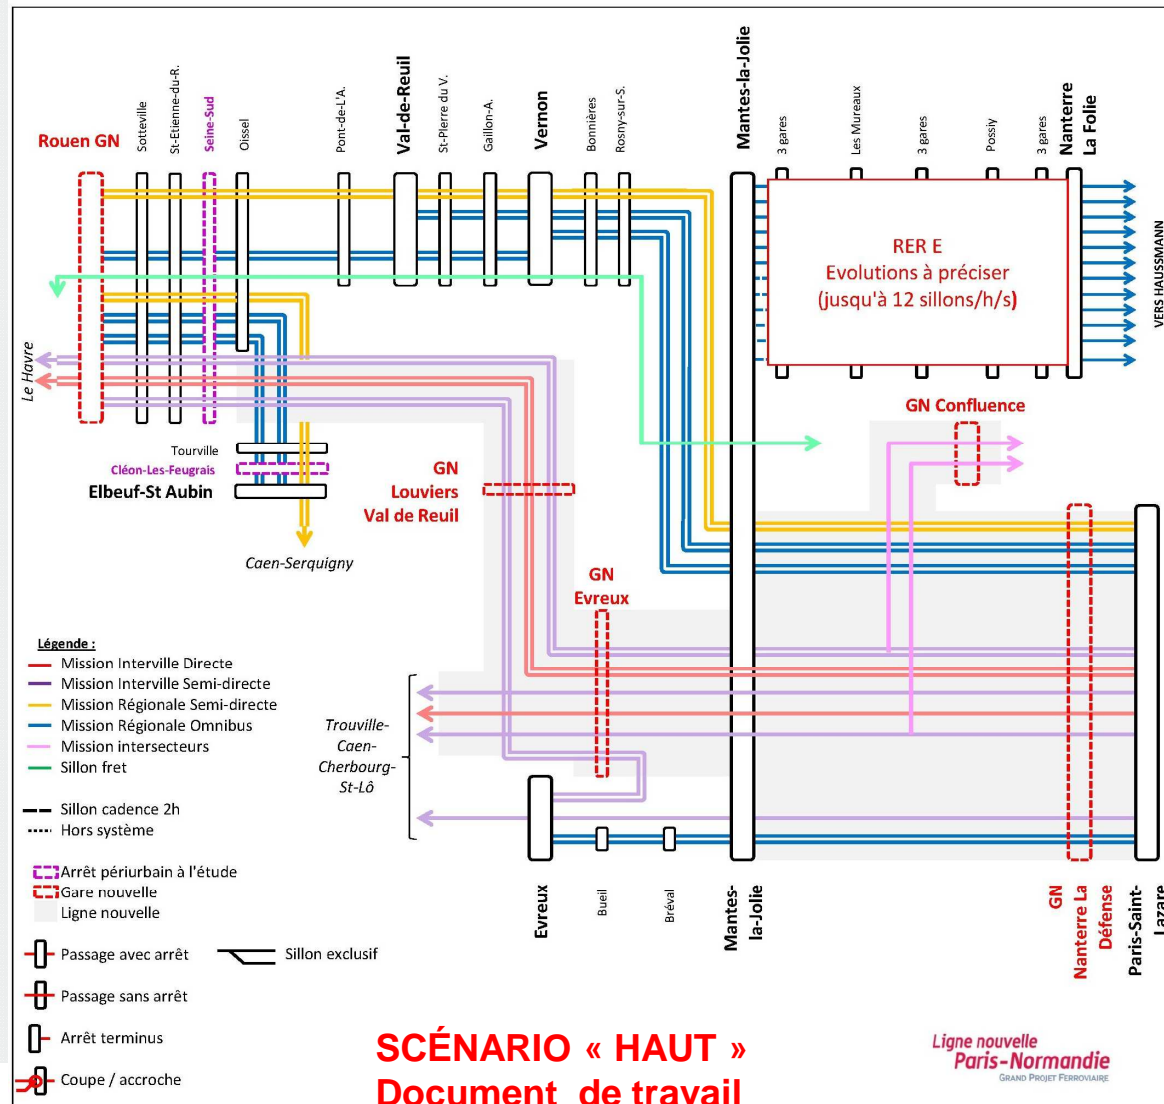 Rouen GN
Sotteville
St-Etienne-du-R.
Seine-Sud
Oissel
Pont-de-L'A.
Val-de-Reuil
St-PIerre du V.
Gaillon-A.
Vernon
Bonnières
Rosny-sur-S.
Mantes-la-Jolie
3 gares
Les Mureaux
3 gares
Possiy
3 gares
Nanterre
La Folie
RER E
Evolutions à préciser
(jusqu'à 12 sillons/h/s)
VERS HAUSSMANN
Le Havre
GN Confluence
Tourville
Cléon-Les-Feugrais
Elbeuf-St Aubin
GN
Louviers
Val de Reuil
Caen-Serquigny
GN
Evreux
Légende :
Mission Interville Directe
Mission Interville Semi-directe
Mission Régionale Semi-directe
Mission Régionale Omnibus
Mission intersecteurs
Sillon fret
Sillon cadence 2h
Hors système
Arrêt périurbain à l'étude
Gare nouvelle
Ligne nouvelle
Passage avec arrêt
Sillon exclusif
Passage sans arrêt
Arrêt terminus
Coupe / accroche
Trouville-
Caen-
Cherbourg-
St-Lô
Evreux
Bueil
Bréval
Mantes-
la-Jolie
GN
Nanterre La
Défense
Paris-Saint-
Lazare
SCÉNARIO « HAUT »
Document de travail
Ligne nouvelle
Paris-Normandie
GRAND PROJET FERROVIAIRE